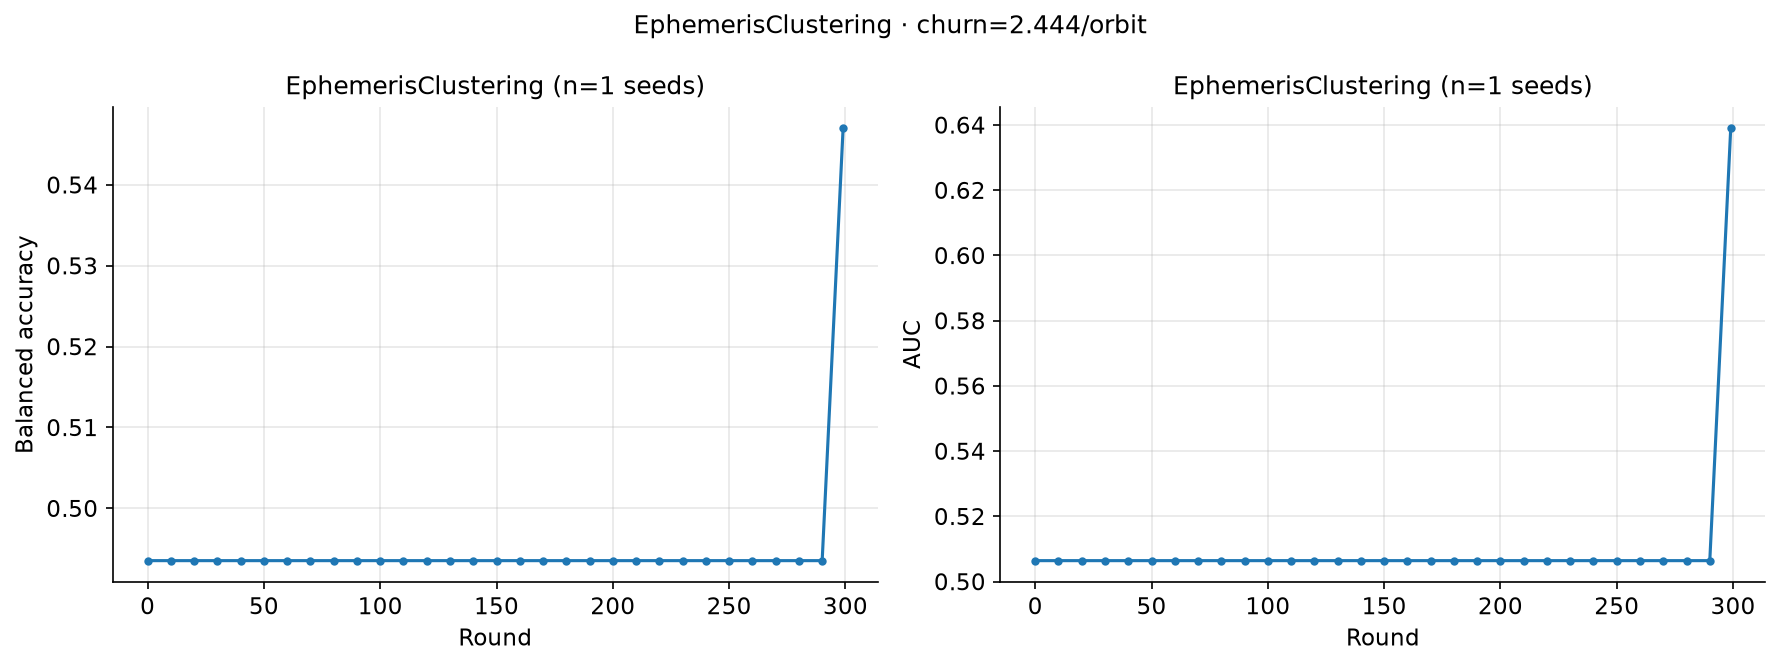 EphemerisClustering · churn=2.444/orbit
EphemerisClustering (n=1 seeds)
Balanced accuracy
0.54
0.53
0.52
0.51
0.50
0 50 100 150 200 250 300
Round
EphemerisClustering (n=1 seeds)
AUC
0.64
0.62
0.60
0.58
0.56
0.54
0.52
0.50
0 50 100 150 200 250 300
Round